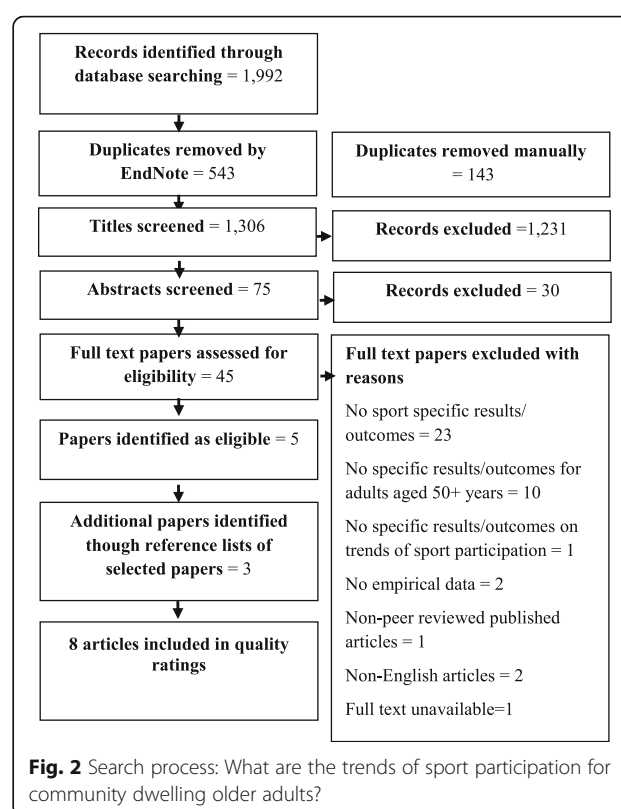 Records identified through
database searching = 1,992
Duplicates removed by
EndNote = 543
Duplicates removed manually
= 143
Titles screened = 1,306
Records excluded =1,231
Abstracts screened = 75
Records excluded = 30
Full text papers assessed for
eligibility = 45
Full text papers excluded with
reasons
No sport specific results/
outcomes = 23
No specific results/outcomes for
adults aged 50+ years = 10
No specific results/outcomes on
trends of sport participation = 1
No empirical data = 2
Non-peer reviewed published
articles = 1
Non-English articles = 2
Full text unavailable=1
Papers identified as eligible = 5
Additional papers identified
though reference lists of
selected papers = 3
8 articles included in quality
ratings
Fig. 2 Search process: What are the trends of sport participation for
community dwelling older adults?